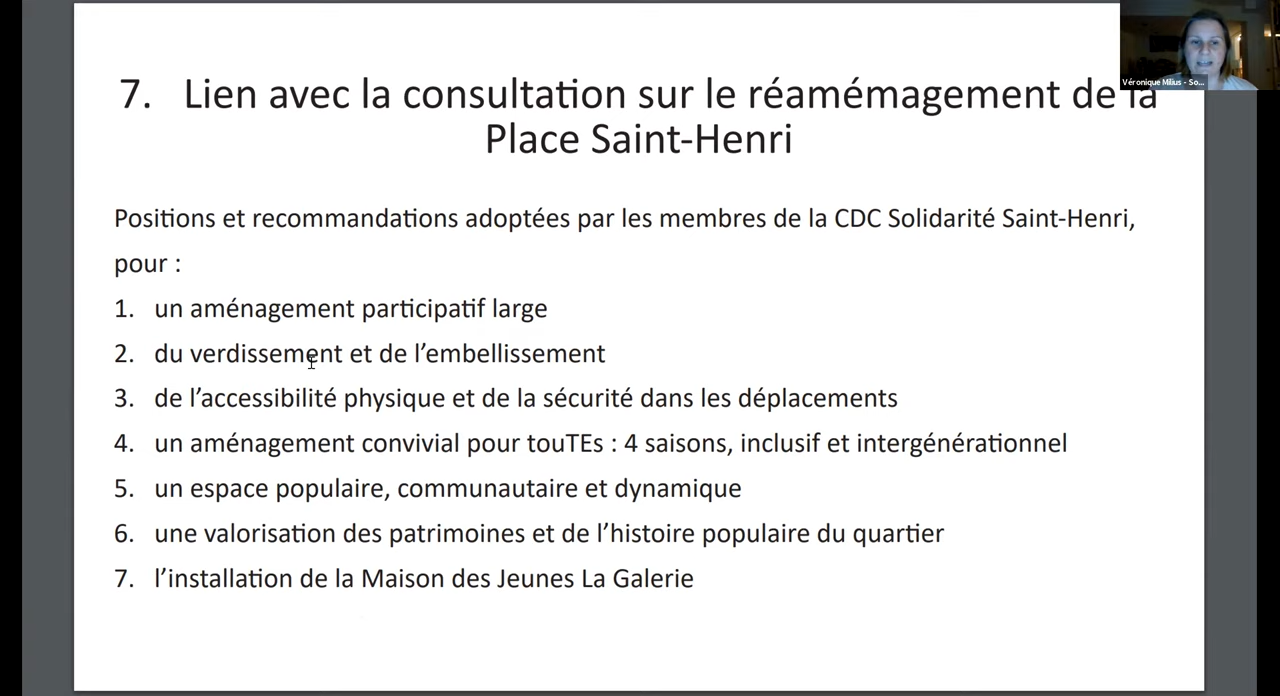 7. Lien avec la consultation sur le réamémagement de la
Place Saint-Henri
Véronique Milius - So...
Positions et recommandations adoptées par les membres de la CDC Solidarité Saint-Henri,
pour :
1. un aménagement participatif large
2. du verdissement et de l’embellissement
3. de l’accessibilité physique et de la sécurité dans les déplacements
4. un aménagement convivial pour touTEs : 4 saisons, inclusif et intergénérationnel
5. un espace populaire, communautaire et dynamique
6. une valorisation des patrimoines et de l’histoire populaire du quartier
7. l’installation de la Maison des Jeunes La Galerie